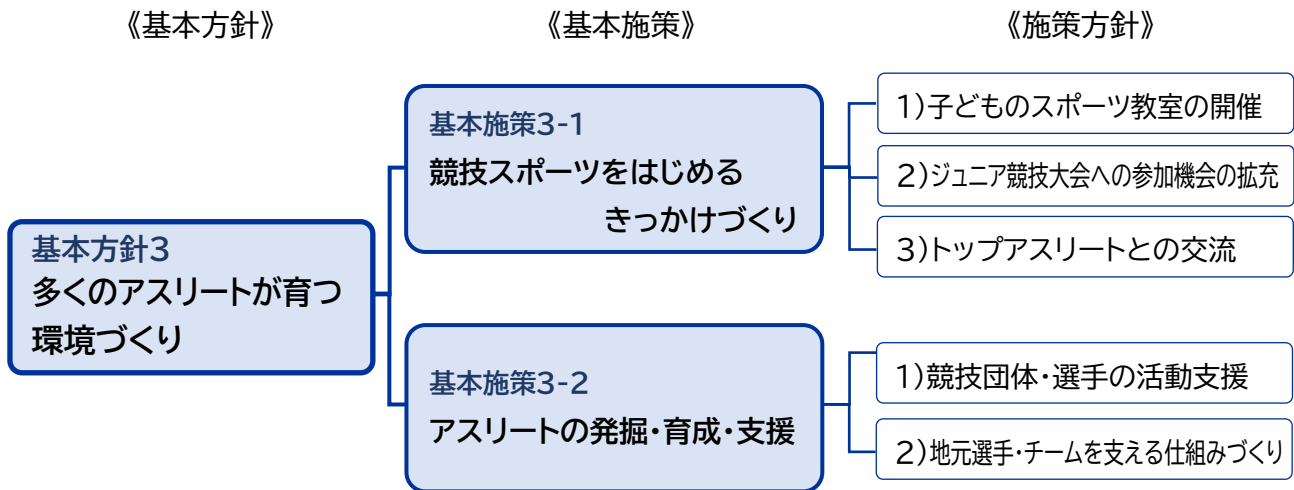 《基本方針》
《基本施策》
《施策方針》
基本方針3
多くのアスリートが育つ
環境づくり
基本施策3-1
競技スポーツをはじめる
きっかけづくり
1)子どものスポーツ教室の開催
2)ジュニア競技大会への参加機会の拡充
3)トップアスリートとの交流
基本施策3-2
アスリートの発掘・育成・支援
1)競技団体・選手の活動支援
2)地元選手・チームを支える仕組みづくり